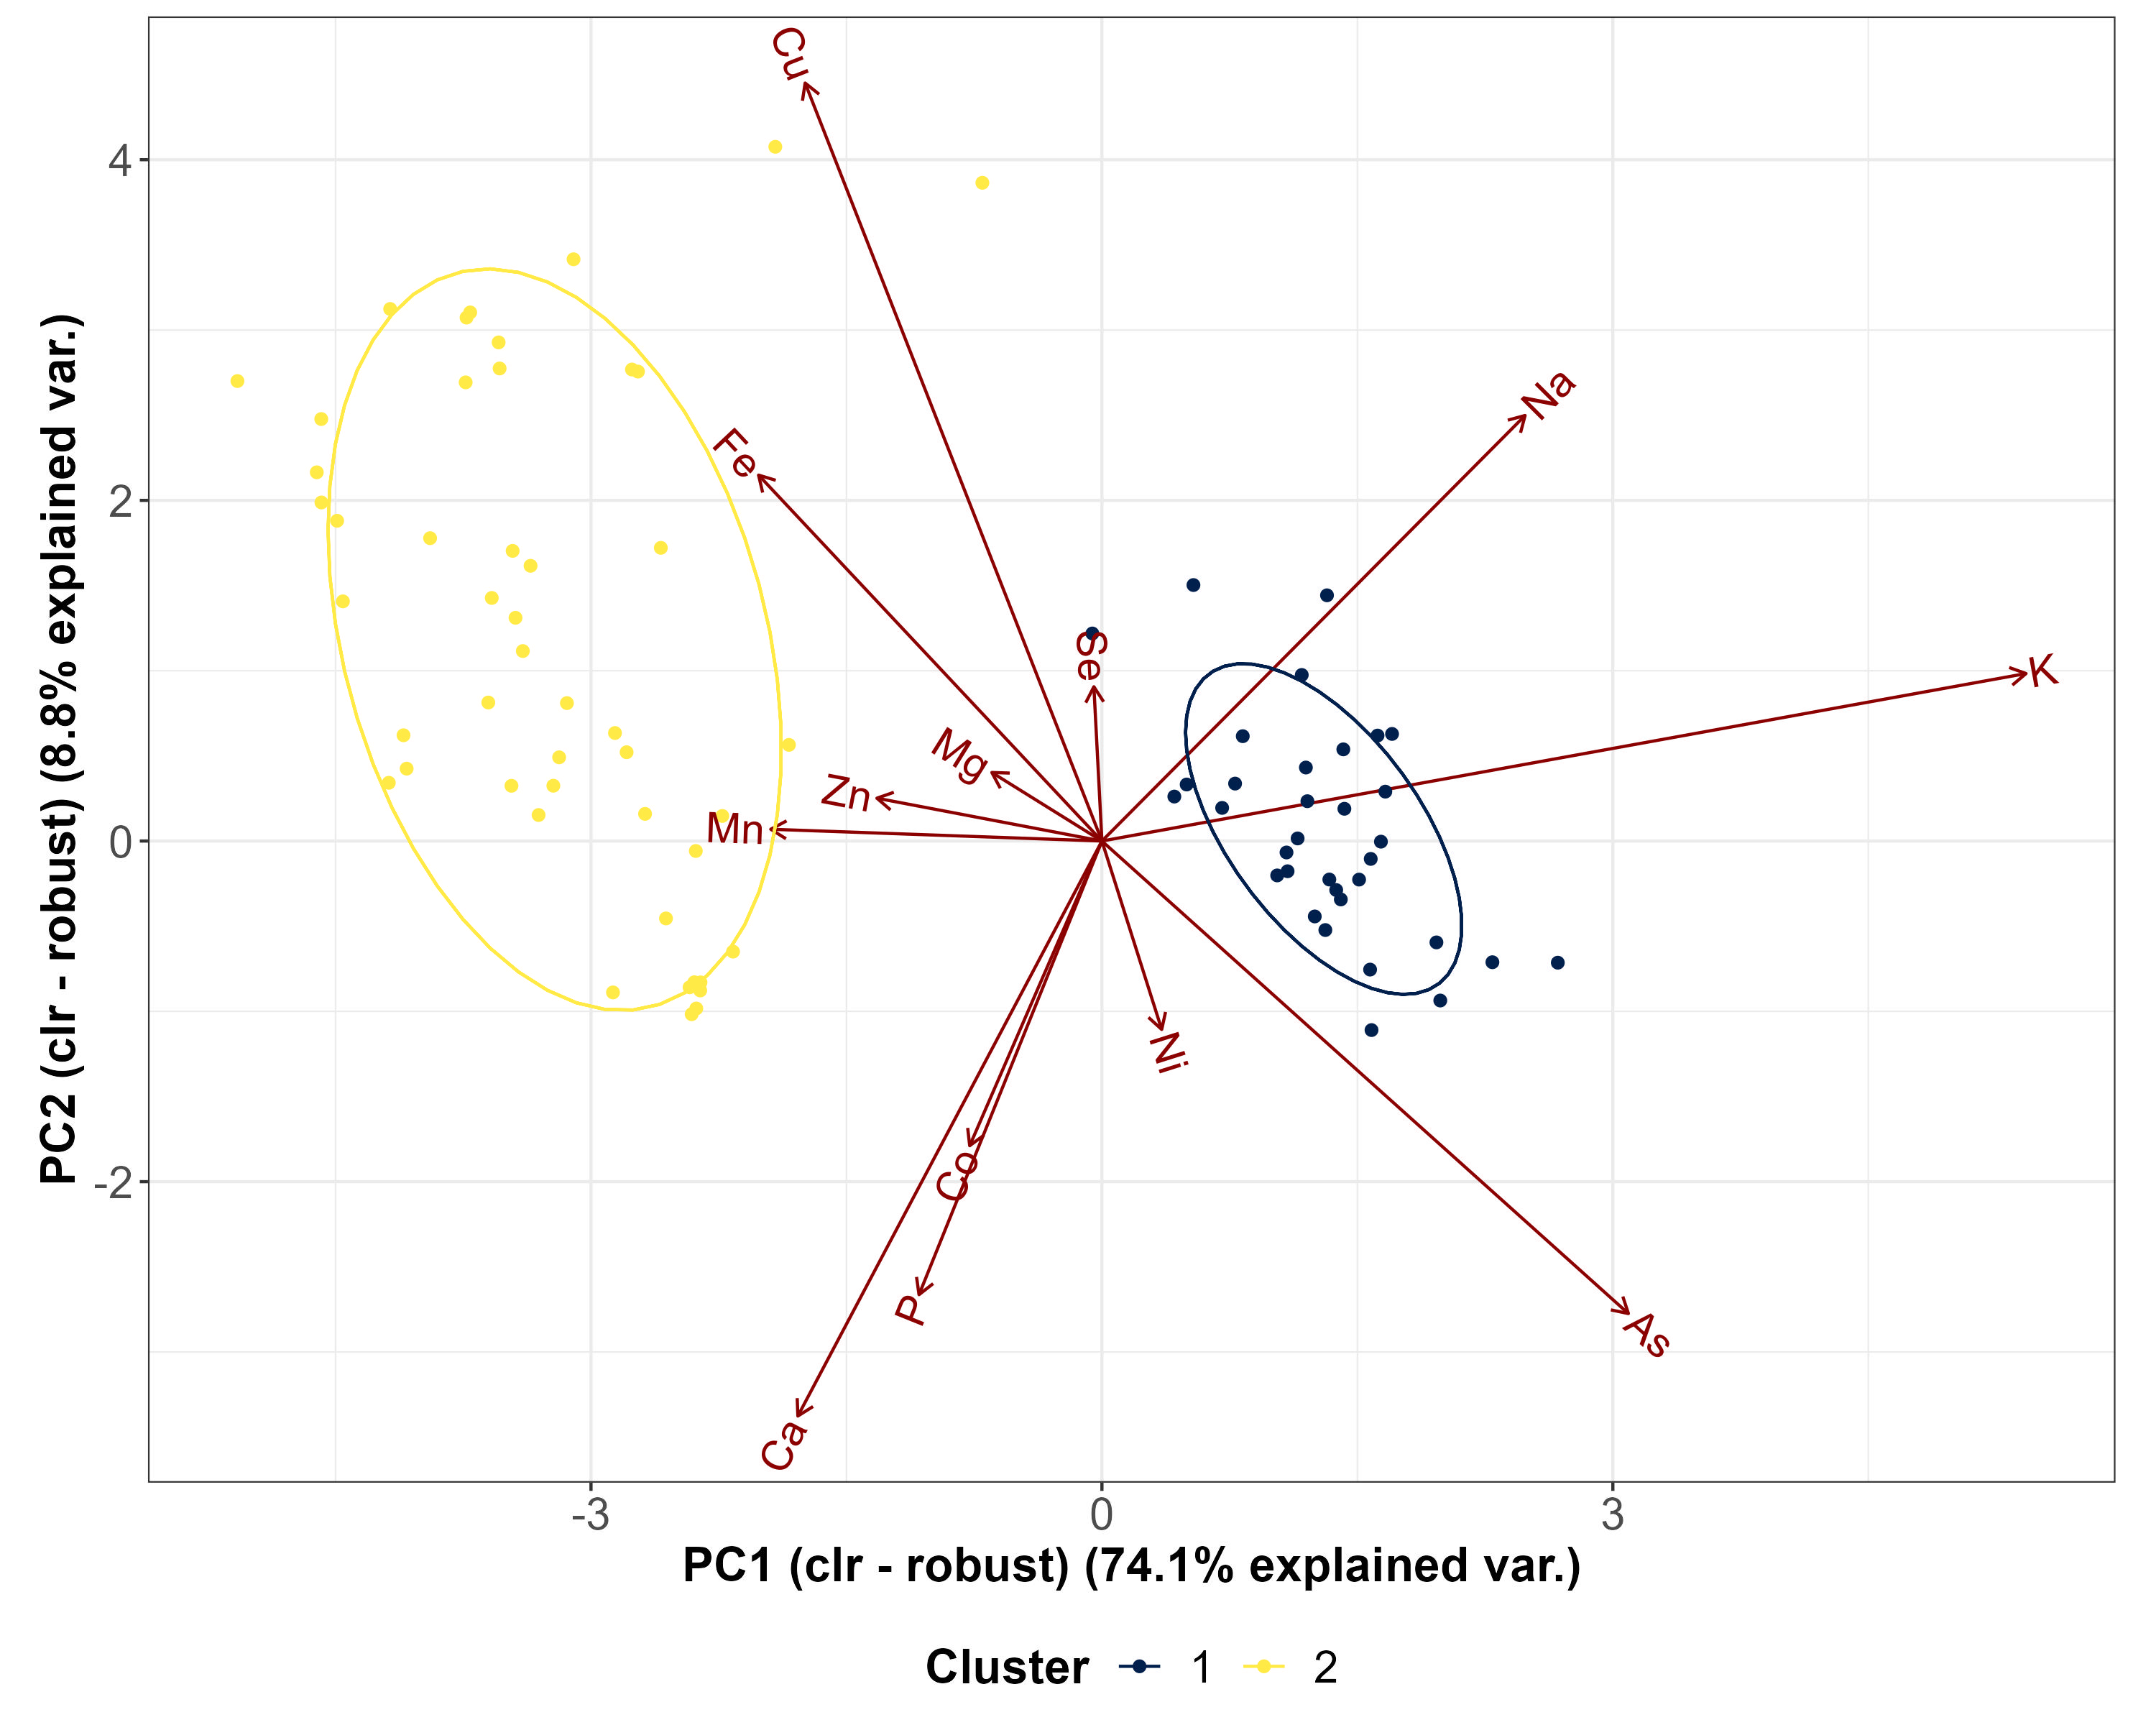 Cu
4
Na
Fe
2
Se
K
Mg
Zn
Mn
0
Ni
Co
-2
P
As
Ca
PC2 (clr - robust) (8.8% explained var.)
-3
0
3
PC1 (clr - robust) (74.1% explained var.)
Cluster 1 2